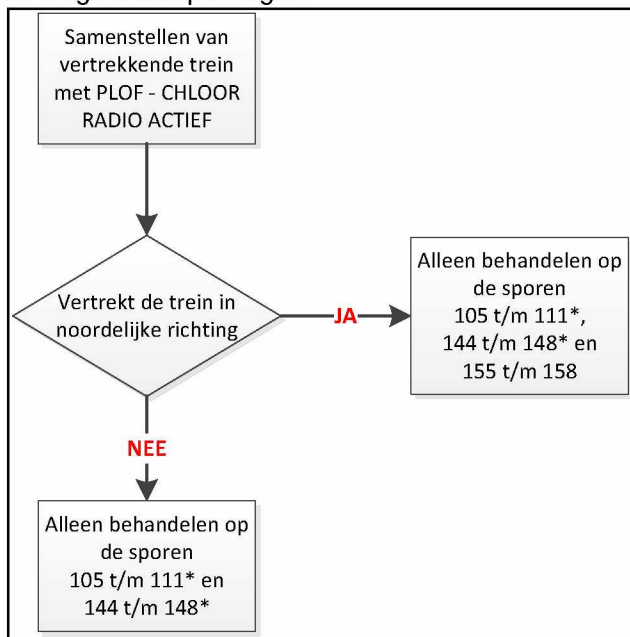 Samenstellen van
vertrekkende trein
met PLOF - CHLOOR
RADIO ACTIEF
Vertrekt de trein in
noordelijke richting
JA
Alleen behandelen op
de sporen
105 t/m 111*,
144 t/m 148* en
155 t/m 158
NEE
Alleen behandelen op
de sporen
105 t/m 111* en
144 t/m 148*